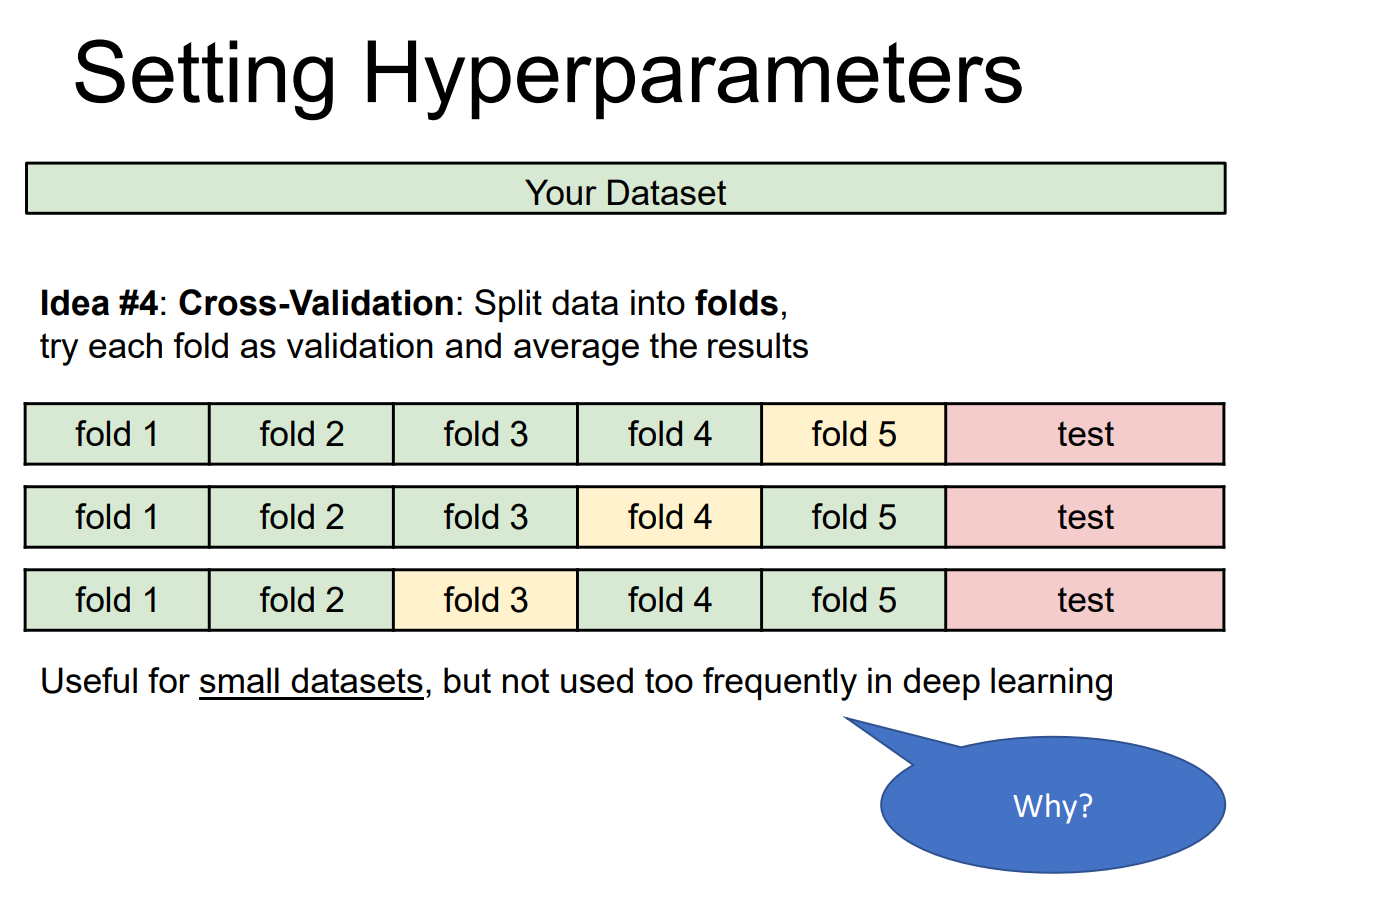 Setting Hyperparameters
Your Dataset
Idea #4: Cross-Validation: Split data into folds,
try each fold as validation and average the results
fold 1 fold 2 fold 3 fold 4 fold 5 test
fold 1 fold 2 fold 3 fold 4 fold 5 test
fold 1 fold 2 fold 3 fold 4 fold 5 test
Useful for small datasets, but not used too frequently in deep learning
Why?